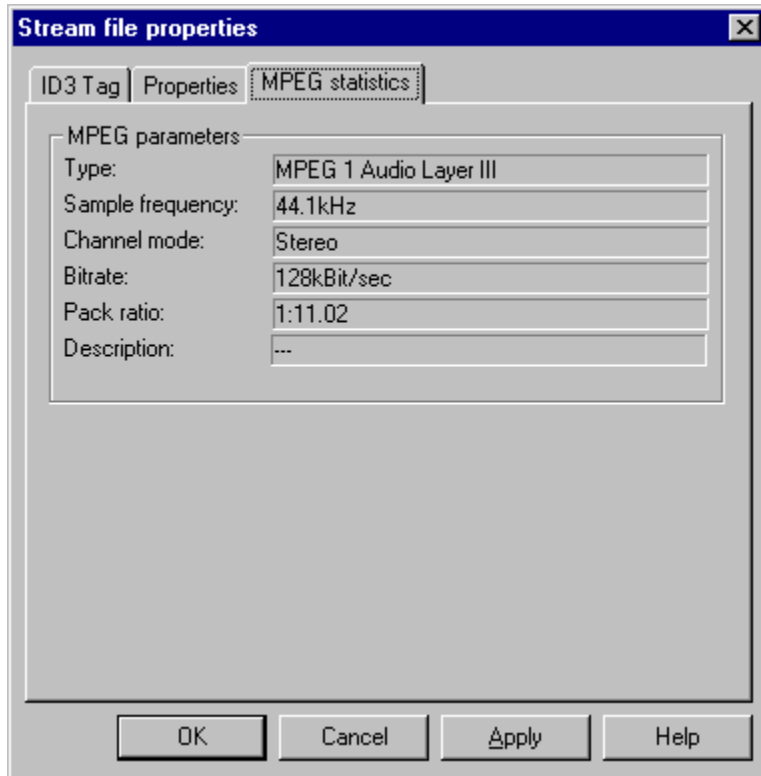 Stream file properties
ID3 Tag Properties MPEG statistics
MPEG parameters
Type: MPEG 1 Audio Layer III
Sample frequency: 44.1kHz
Channel mode: Stereo
Bitrate: 128kBit/sec
Pack ratio: 1:11.02
Description: ---
OK Cancel Apply Help